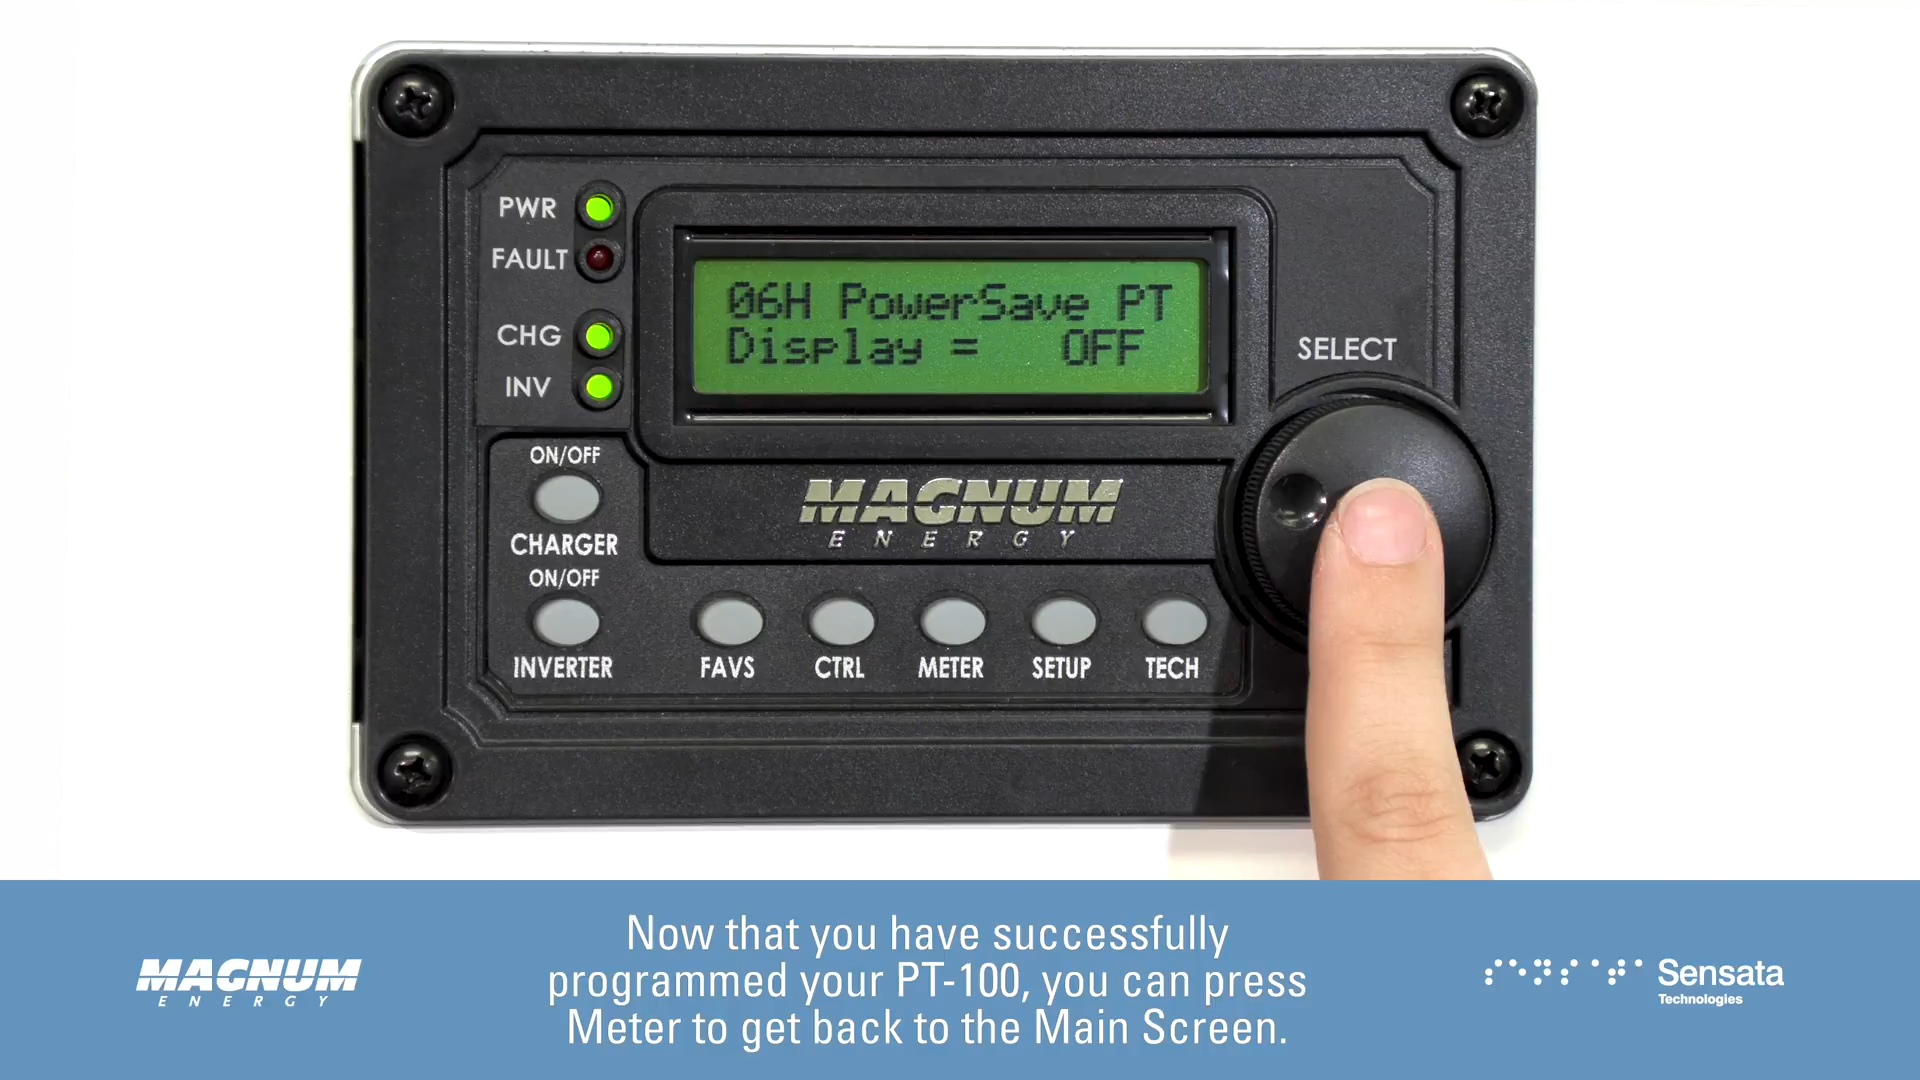 PWR
FAULT
CHG
INV
06H PowerSave PT
Display = OFF
SELECT
ON/OFF
CHARGER
ON/OFF
INVERTER
MAGNUM
ENERGY
FAVS
CTRL
METER
SETUP
TECH
MAGNUM
ENERGY
Now that you have successfully
programmed your PT-100, you can press
Meter to get back to the Main Screen.
Sensata
Technologies